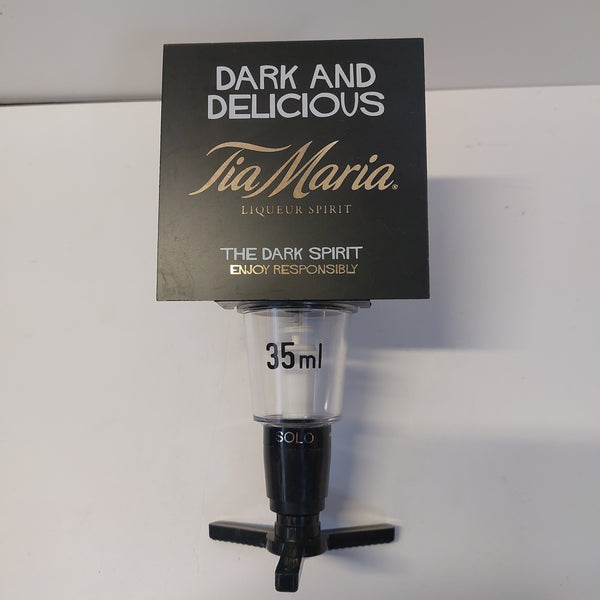 DARK AND
DELICIOUS
Tia Maria®
LIQUEUR SPIRIT
THE DARK SPIRIT
ENJOY RESPONSIBLY
35ml
SOLO